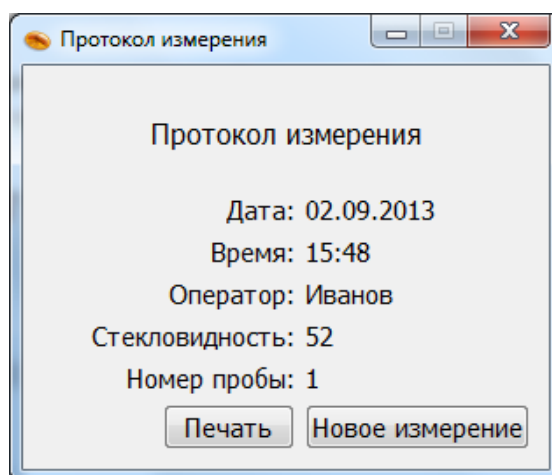 Протокол измерения
Протокол измерения
Дата: 02.09.2013
Время: 15:48
Оператор: Иванов
Стекловидность: 52
Номер пробы: 1
Печать Новое измерение